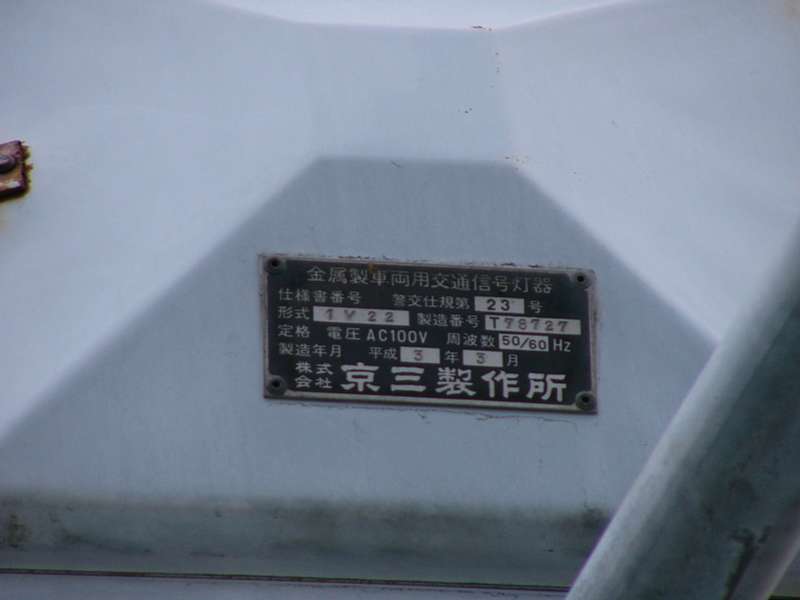 金属製車両用交通信号灯器
仕様書番号 警交仕規第 23 号
形式 1V22 製造番号 T78727
定格 電圧 AC100V 周波数 50/60 Hz
製造年月 平成 3 年 3 月
株式会社 京三製作所